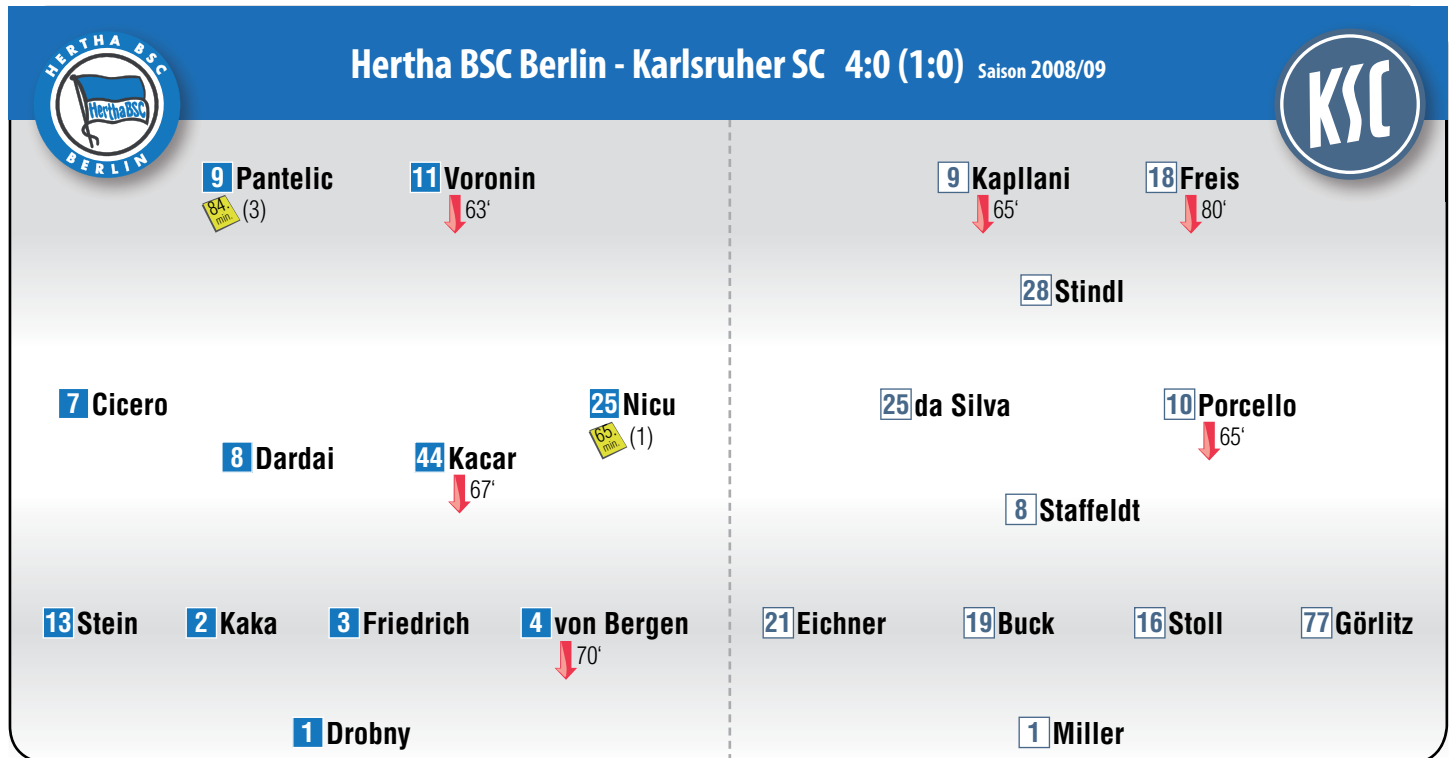 HERTHA BSC
HerthaBSC
BERLIN
Hertha BSC Berlin - Karlsruher SC 4:0 (1:0) Saison 2008/09
KSC
9 Pantelic 11 Voronin 9 Kapllani 18 Freis
84. min. (3) 63‘ 65‘ 80‘
28 Stindl
7 Cicero 25 Nicu 25 da Silva 10 Porcello
65. min. (1) 65‘
8 Dardai 44 Kacar
67‘
8 Staffeldt
13 Stein 2 Kaka 3 Friedrich 4 von Bergen 21 Eichner 19 Buck 16 Stoll 77 Görlitz
70‘
1 Drobny 1 Miller